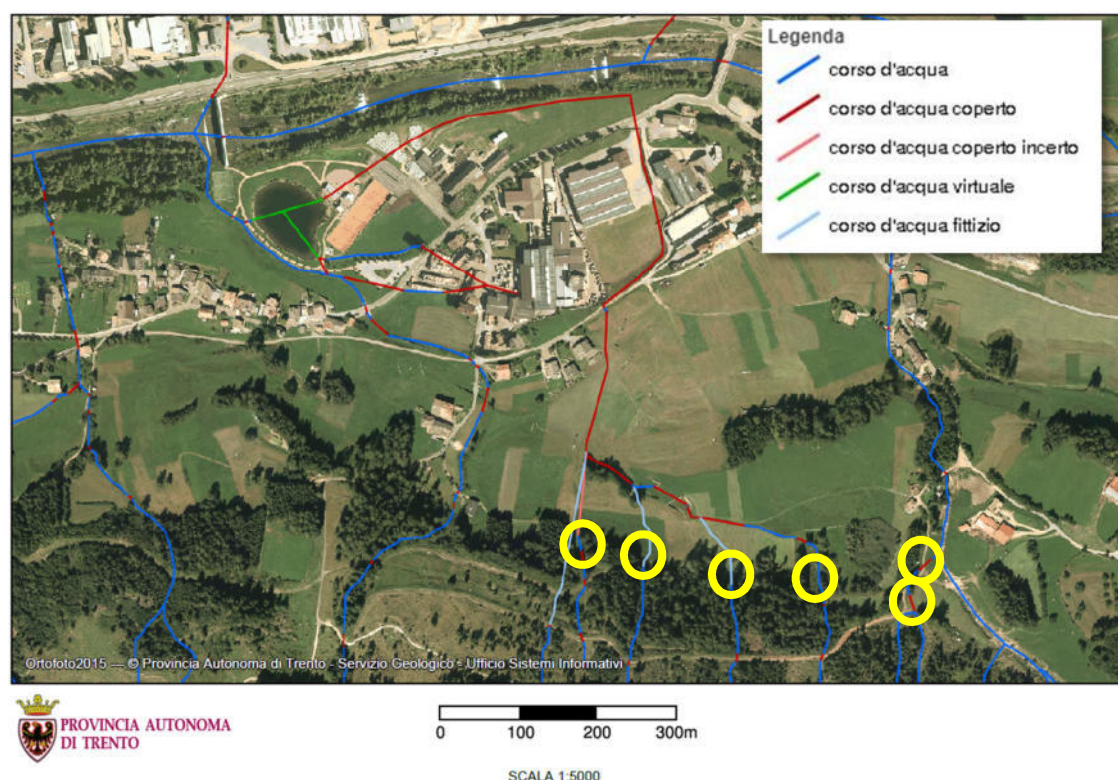 Legenda
corso d'acqua
corso d'acqua coperto
corso d'acqua coperto incerto
corso d'acqua virtuale
corso d'acqua fittizio
Ortofoto2015 — © Provincia Autonoma di Trento - Servizio Geologico - Ufficio Sistemi Informativi
PROVINCIA AUTONOMA
DI TRENTO
0 100 200 300m
SCALA 1:5000